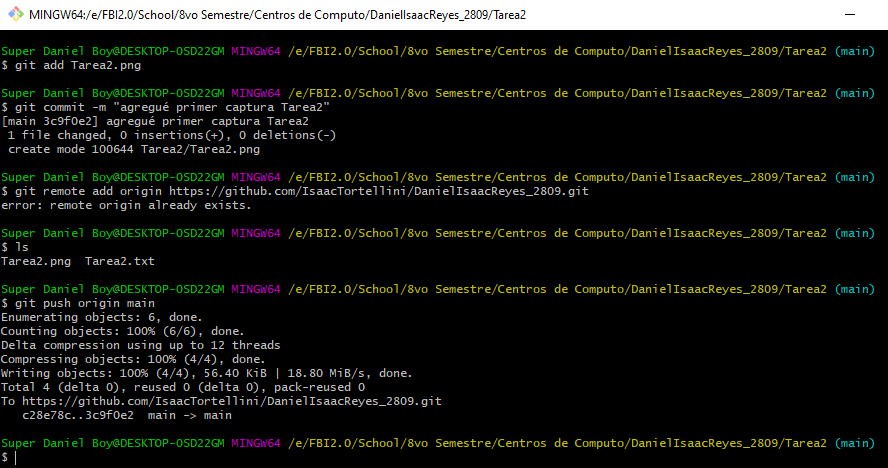 MINGW64:/e/FBI2.0/School/8vo Semestre/Centros de Computo/DanielIsaacReyes_2809/Tarea2
Super Daniel Boy@DESKTOP-OSD22GM MINGW64 /e/FBI2.0/School/8vo Semestre/Centros de Computo/DanielIsaacReyes_2809/Tarea2 (main)
$ git add Tarea2.png
Super Daniel Boy@DESKTOP-OSD22GM MINGW64 /e/FBI2.0/School/8vo Semestre/Centros de Computo/DanielIsaacReyes_2809/Tarea2 (main)
$ git commit -m "agregué primer captura Tarea2"
[main 3c9f0e2] agregué primer captura Tarea2
 1 file changed, 0 insertions(+), 0 deletions(-)
 create mode 100644 Tarea2/Tarea2.png
Super Daniel Boy@DESKTOP-OSD22GM MINGW64 /e/FBI2.0/School/8vo Semestre/Centros de Computo/DanielIsaacReyes_2809/Tarea2 (main)
$ git remote add origin https://github.com/IsaacTortellini/DanielIsaacReyes_2809.git
error: remote origin already exists.
Super Daniel Boy@DESKTOP-OSD22GM MINGW64 /e/FBI2.0/School/8vo Semestre/Centros de Computo/DanielIsaacReyes_2809/Tarea2 (main)
$ ls
Tarea2.png  Tarea2.txt
Super Daniel Boy@DESKTOP-OSD22GM MINGW64 /e/FBI2.0/School/8vo Semestre/Centros de Computo/DanielIsaacReyes_2809/Tarea2 (main)
$ git push origin main
Enumerating objects: 6, done.
Counting objects: 100% (6/6), done.
Delta compression using up to 12 threads
Compressing objects: 100% (4/4), done.
Writing objects: 100% (4/4), 56.40 KiB | 18.80 MiB/s, done.
Total 4 (delta 0), reused 0 (delta 0), pack-reused 0
To https://github.com/IsaacTortellini/DanielIsaacReyes_2809.git
   c28e78c..3c9f0e2  main -> main
Super Daniel Boy@DESKTOP-OSD22GM MINGW64 /e/FBI2.0/School/8vo Semestre/Centros de Computo/DanielIsaacReyes_2809/Tarea2 (main)
$